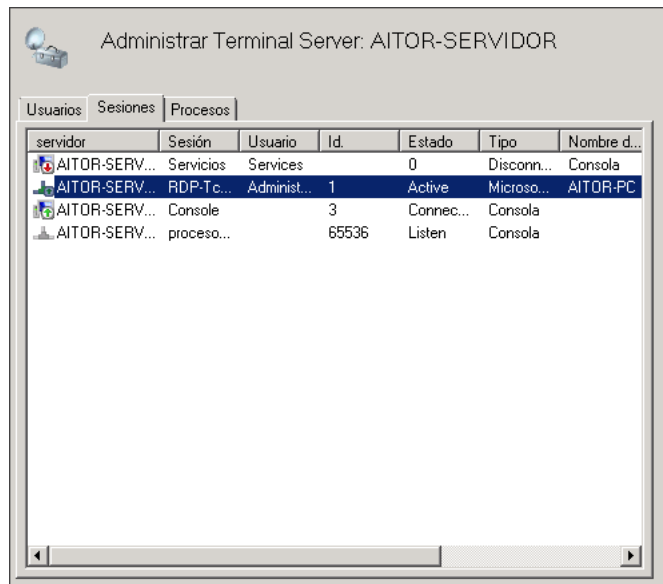 Administrar Terminal Server: AITOR-SERVIDOR
Usuarios Sesiones Procesos
servidor Sesión Usuario Id. Estado Tipo Nombre d...
AITOR-SERV... Servicios Services 0 Disconn... Consola
AITOR-SERV... RDP-Tc... Administ... 1 Active Microso... AITOR-PC
AITOR-SERV... Console 3 Connec... Consola
AITOR-SERV... proceso... 65536 Listen Consola